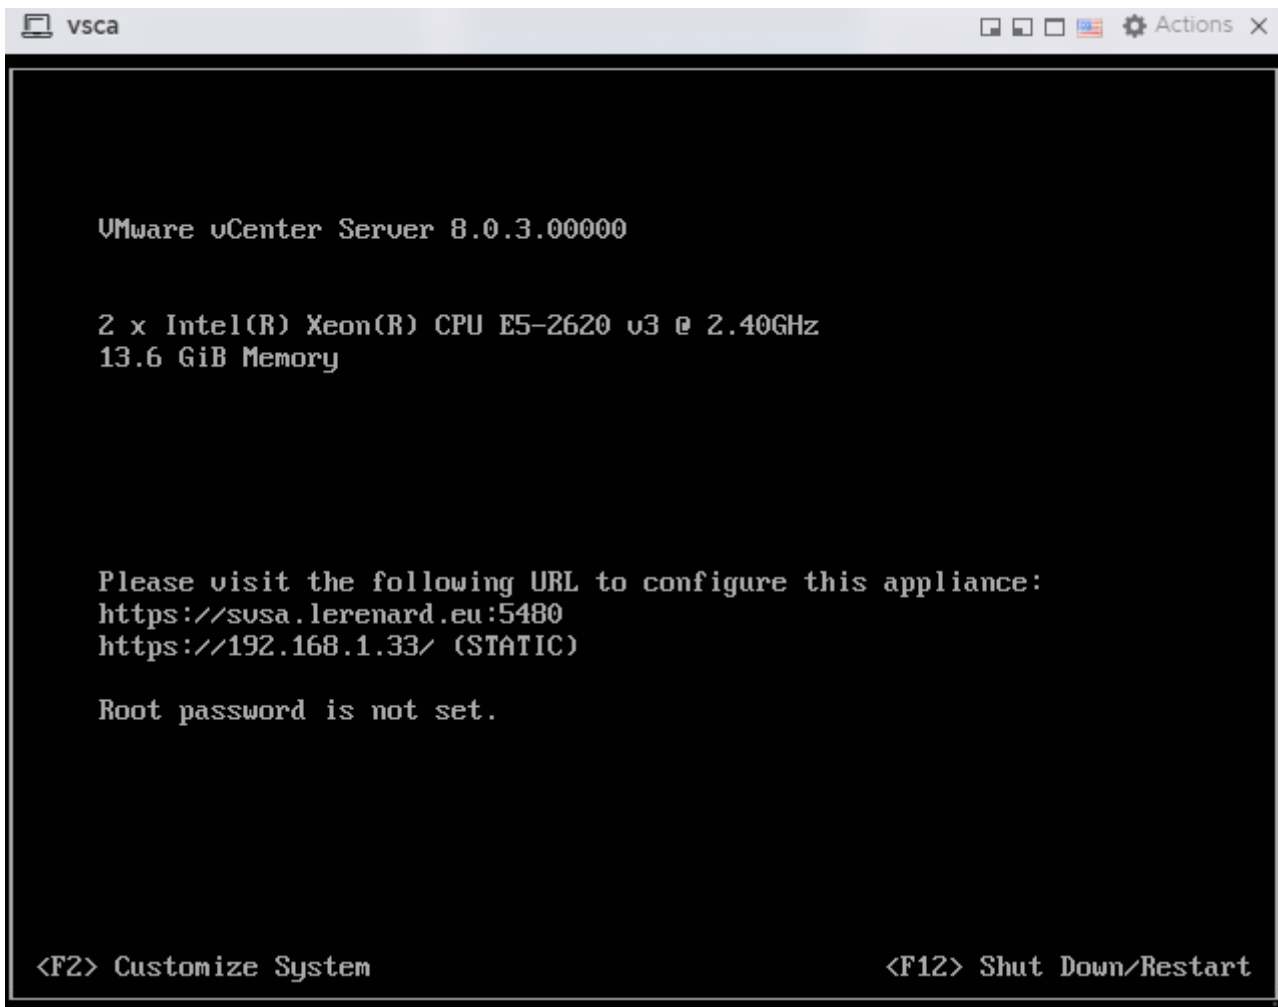 vsca
Actions
VMware vCenter Server 8.0.3.00000
2 x Intel(R) Xeon(R) CPU E5-2620 v3 @ 2.40GHz
13.6 GiB Memory
Please visit the following URL to configure this appliance:
https://svsa.lerenard.eu:5480
https://192.168.1.33/ (STATIC)
Root password is not set.
<F2> Customize System
<F12> Shut Down/Restart